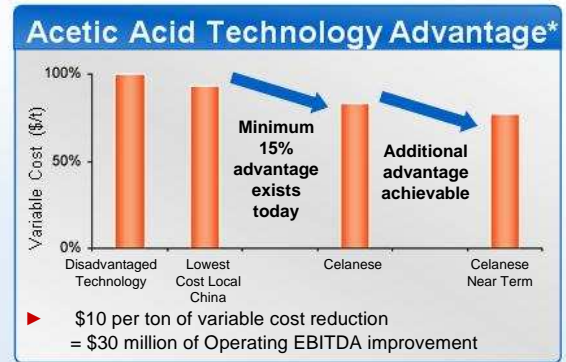 Acetic Acid Technology Advantage*
Variable Cost ($/t)
100%
50%
0%
Minimum
15%
advantage
exists
today
Additional
advantage
achievable
Disadvantaged
Technology
Lowest
Cost Local
China
Celanese
Celanese
Near Term
► $10 per ton of variable cost reduction
= $30 million of Operating EBITDA improvement